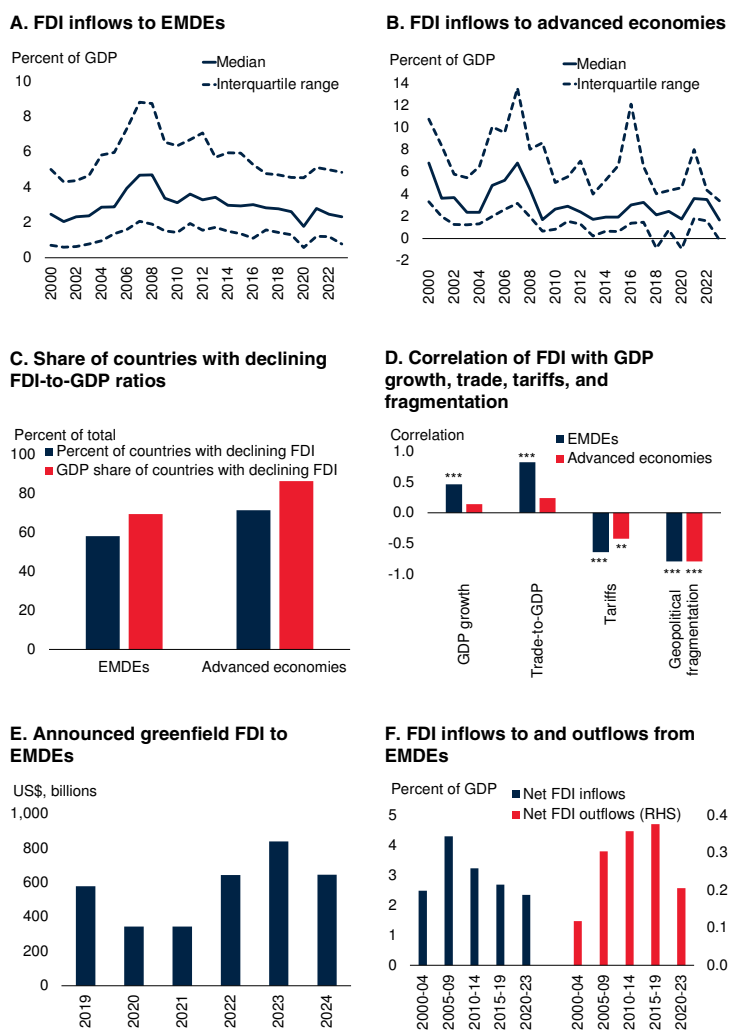 A. FDI inflows to EMDEs
Percent of GDP
Median
Interquartile range
10
8
6
4
2
0
2000
2002
2004
2006
2008
2010
2012
2014
2016
2018
2020
2022
B. FDI inflows to advanced economies
Percent of GDP
Median
Interquartile range
14
12
10
8
6
4
2
0
-2
2000
2002
2004
2006
2008
2010
2012
2014
2016
2018
2020
2022
C. Share of countries with declining
FDI-to-GDP ratios
Percent of total
Percent of countries with declining FDI
GDP share of countries with declining FDI
100
80
60
40
20
0
EMDEs
Advanced economies
D. Correlation of FDI with GDP
growth, trade, tariffs, and
fragmentation
Correlation
EMDEs
Advanced economies
1.0
0.5
0.0
-0.5
-1.0
***
***
***
**
***
***
GDP growth
Trade-to-GDP
Tariffs
Geopolitical
fragmentation
E. Announced greenfield FDI to
EMDEs
US$, billions
1,000
800
600
400
200
0
2019
2020
2021
2022
2023
2024
F. FDI inflows to and outflows from
EMDEs
Percent of GDP
Net FDI inflows
Net FDI outflows (RHS)
5
4
3
2
1
0
0.4
0.3
0.2
0.1
0.0
2000-04
2005-09
2010-14
2015-19
2020-23
2000-04
2005-09
2010-14
2015-19
2020-23